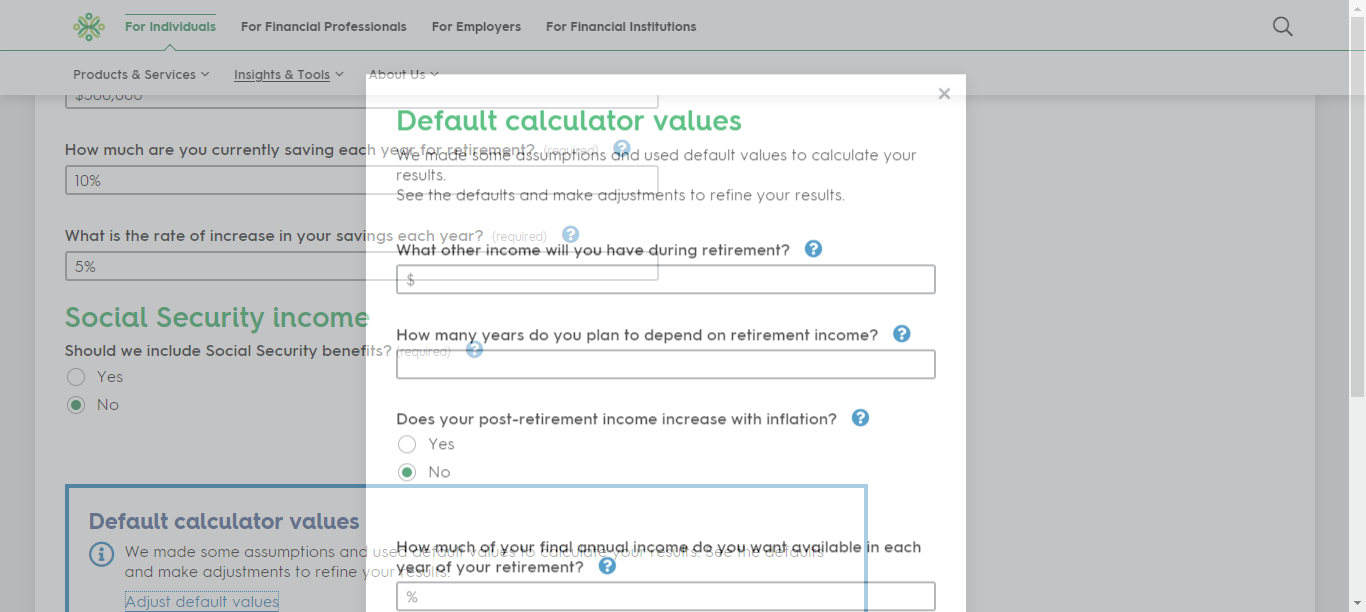 For Individuals
For Financial Professionals
For Employers
For Financial Institutions
Products & Services
Insights & Tools
About Us
$500,000
How much are you currently saving each year for retirement? (required) ?
10%
What is the rate of increase in your savings each year? (required) ?
5%
Social Security income
Should we include Social Security benefits? (required) ?
Yes
No
Default calculator values
We made some assumptions and used default values to calculate your results. See the defaults
and make adjustments to refine your results.
Adjust default values
×
Default calculator values
We made some assumptions and used default values to calculate your
results.
See the defaults and make adjustments to refine your results.
What other income will you have during retirement? ?
$
How many years do you plan to depend on retirement income? ?
Does your post-retirement income increase with inflation? ?
Yes
No
How much of your final annual income do you want available in each
year of your retirement? ?
%